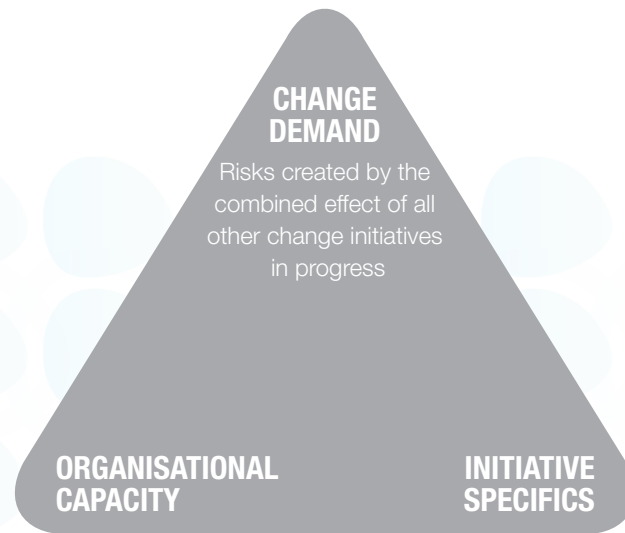 CHANGE
DEMAND
Risks created by the
combined effect of all
other change initiatives
in progress
ORGANISATIONAL
CAPACITY
INITIATIVE
SPECIFICS